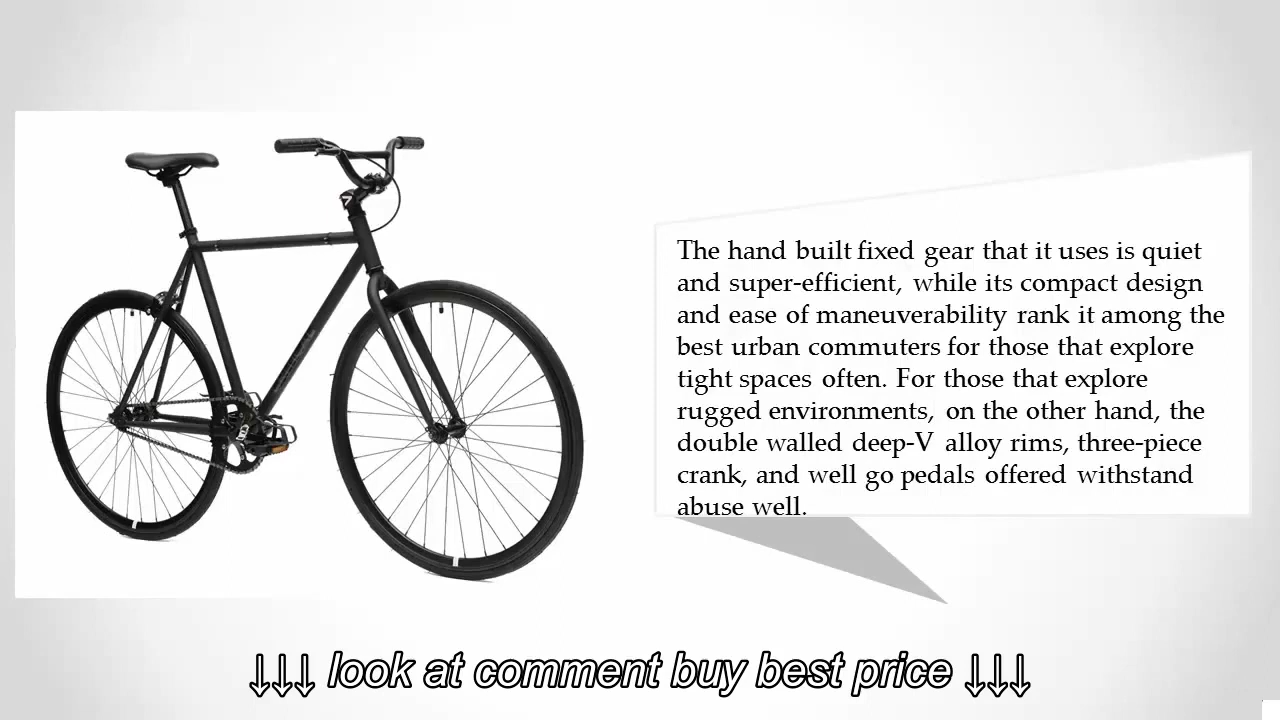 The hand built fixed gear that it uses is quiet
and super-efficient, while its compact design
and ease of maneuverability rank it among the
best urban commuters for those that explore
tight spaces often. For those that explore
rugged environments, on the other hand, the
double walled deep-V alloy rims, three-piece
crank, and well go pedals offered withstand
abuse well.
↓↓↓ look at comment buy best price ↓↓↓